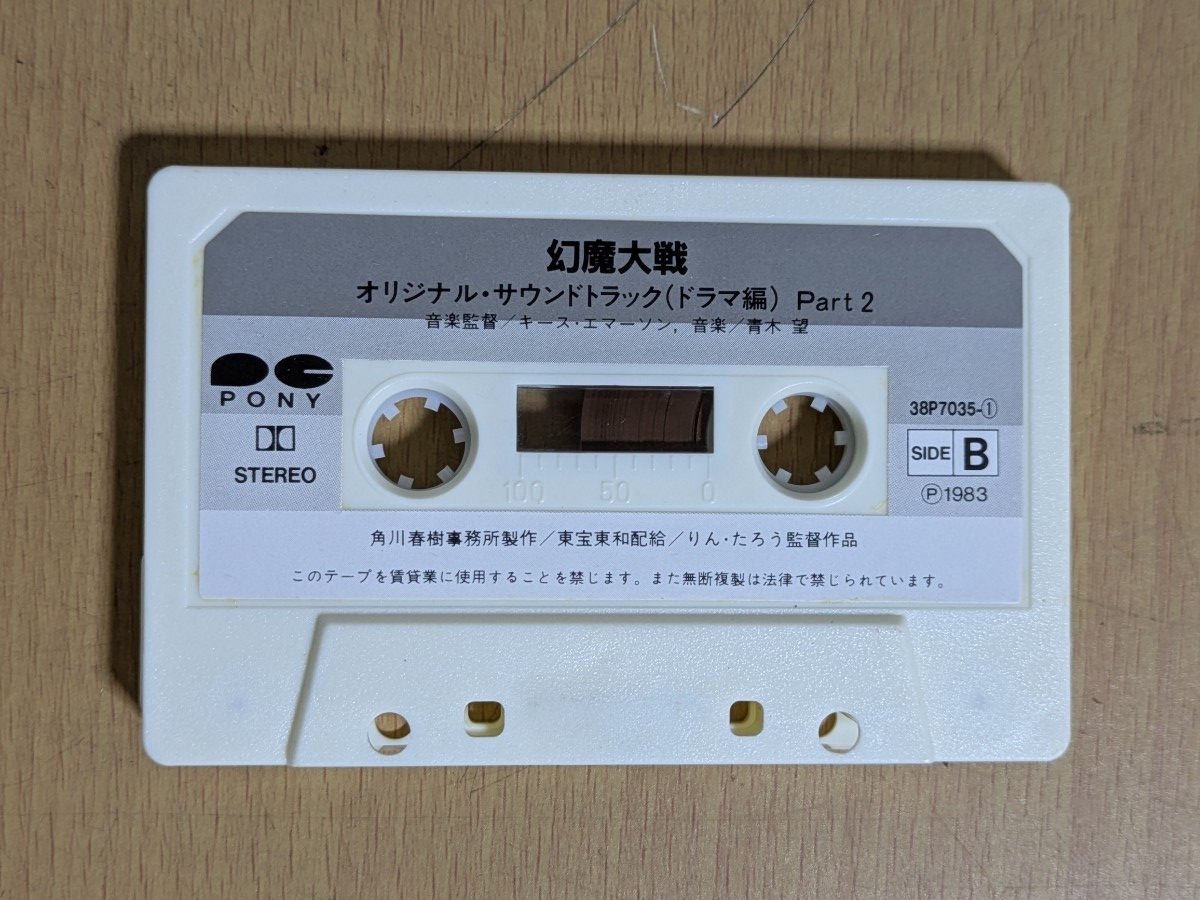 幻魔大戦
オリジナル・サウンドトラック(ドラマ編) Part 2
音楽監督/キース・エマーソン, 音楽/青木 望
PC
PONY
STEREO
38P7035-①
SIDE B
Ⓟ1983
100 50 0
角川春樹事務所製作/東宝東和配給/りん・たろう監督作品
このテープを賃貸業に使用することを禁じます。また無断複製は法律で禁じられています。